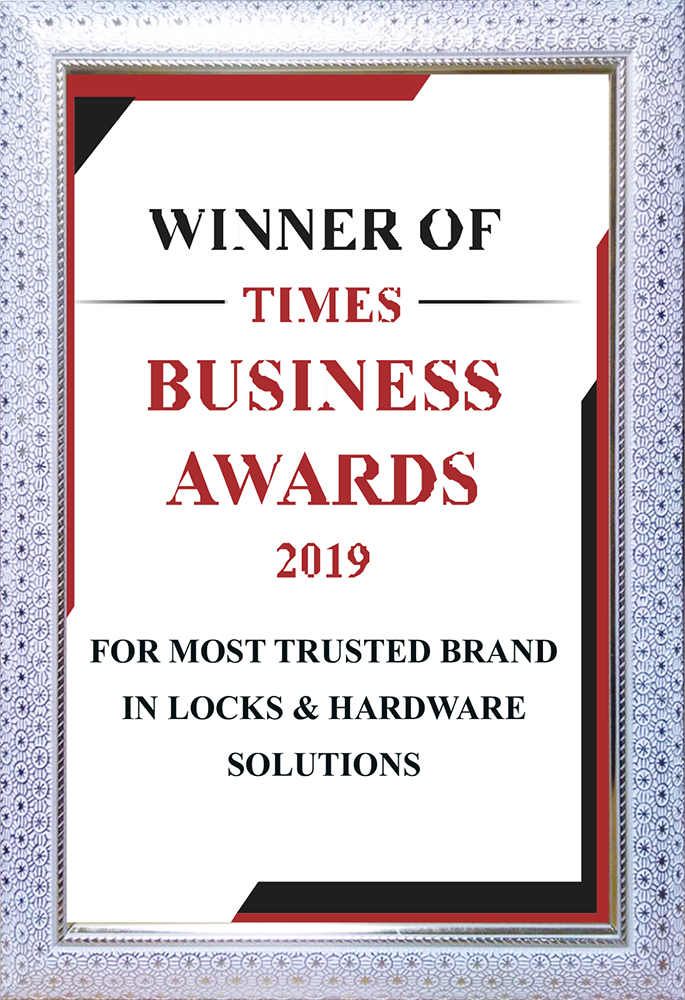 WINNER OF
TIMES
BUSINESS
AWARDS
2019
FOR MOST TRUSTED BRAND
IN LOCKS & HARDWARE
SOLUTIONS